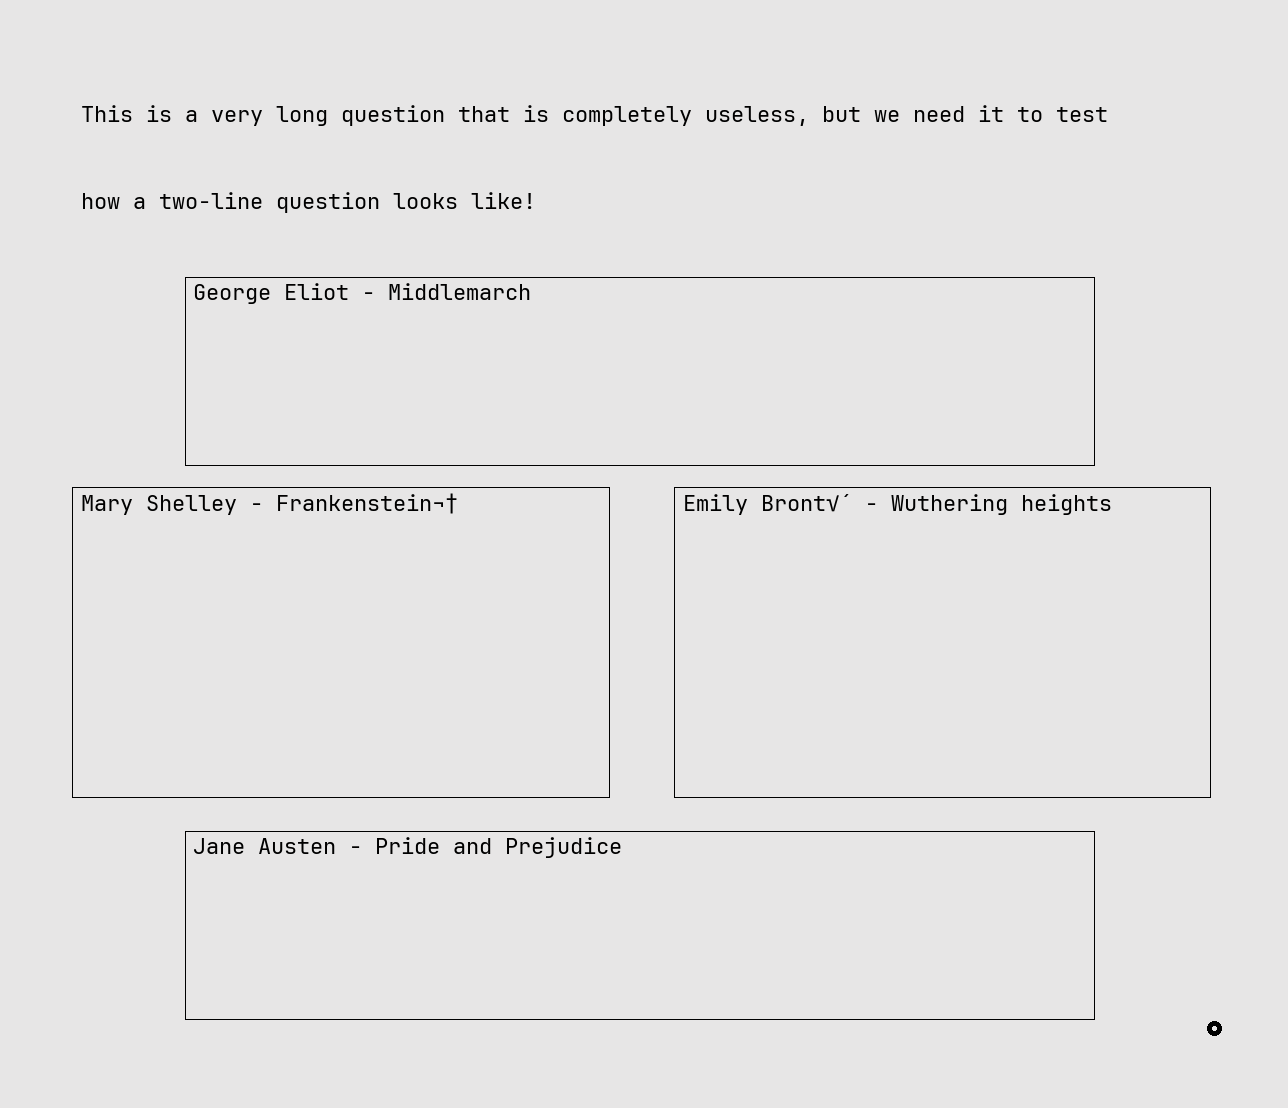 This is a very long question that is completely useless, but we need it to test
how a two-line question looks like!
George Eliot - Middlemarch
Mary Shelley - Frankenstein¬†
Emily Bront√´ - Wuthering heights
Jane Austen - Pride and Prejudice